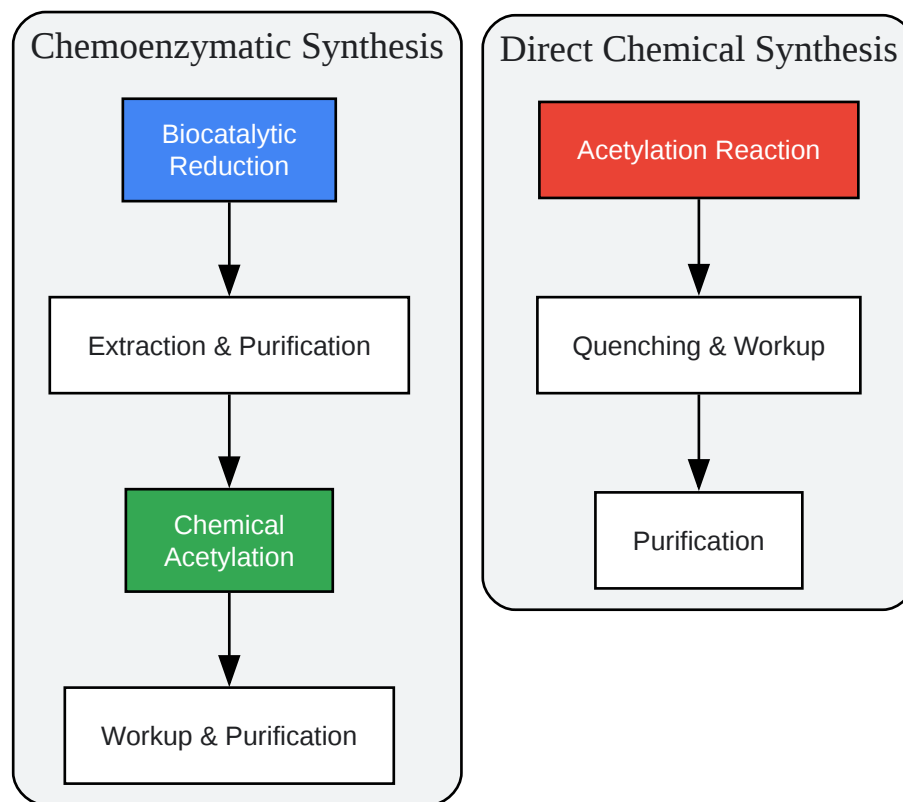 Chemoenzymatic Synthesis
Biocatalytic
Reduction
Extraction & Purification
Chemical
Acetylation
Workup & Purification
Direct Chemical Synthesis
Acetylation Reaction
Quenching & Workup
Purification